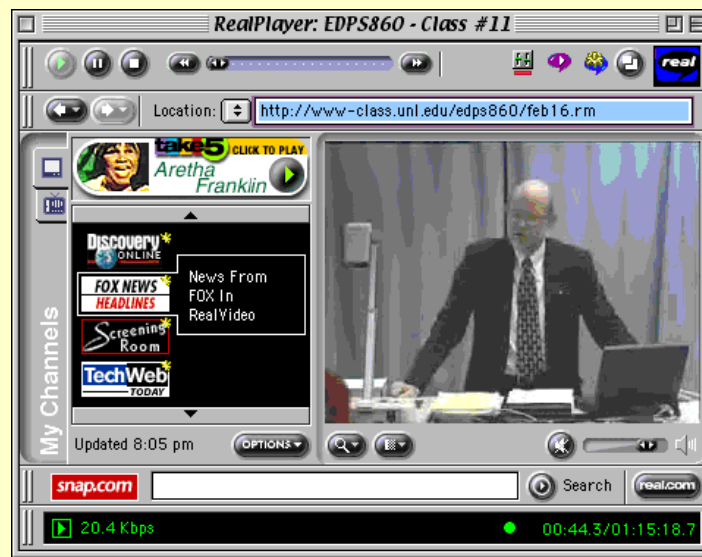 RealPlayer: EDPS860 - Class #11
real
Location: http://www-class.unl.edu/edps860/feb16.rm
take5 CLICK TO PLAY
Aretha
Franklin
My Channels
Discovery
ONLINE
FOX NEWS
HEADLINES
News From
FOX In
RealVideo
Screening
Room
TechWeb
TODAY
Updated 8:05 pm
OPTIONS
snap.com
Search
real.com
20.4 Kbps
00:44.3/01:15:18.7